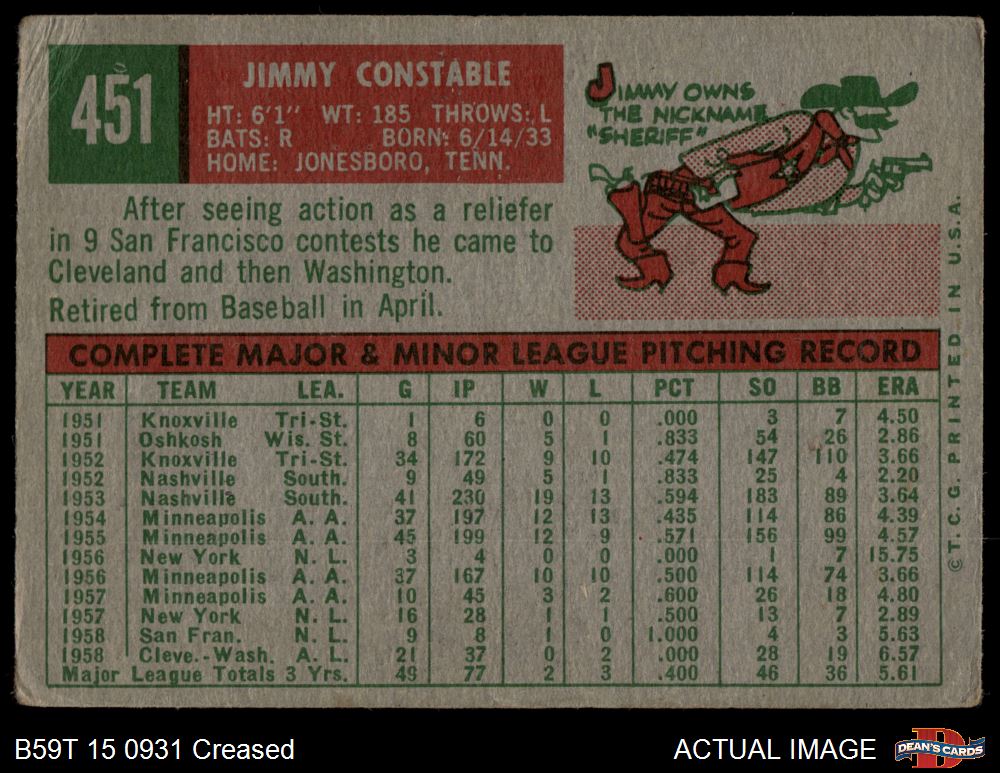 451
JIMMY CONSTABLE
HT: 6'1" WT: 185 THROWS: L
BATS: R BORN: 6/14/33
HOME: JONESBORO, TENN.
JIMMY OWNS
THE NICKNAME
"SHERIFF"
After seeing action as a reliefer
in 9 San Francisco contests he came to
Cleveland and then Washington.
Retired from Baseball in April.
COMPLETE MAJOR & MINOR LEAGUE PITCHING RECORD
YEAR TEAM LEA. G IP W L PCT SO BB ERA
1951 Knoxville Tri-St. 1 6 0 0 .000 3 7 4.50
1951 Oshkosh Wis. St. 8 60 5 1 .833 54 26 2.86
1952 Knoxville Tri-St. 34 172 9 10 .474 147 110 3.66
1952 Nashville South. 9 49 5 1 .833 25 4 2.20
1953 Nashville South. 41 230 19 13 .594 183 89 3.64
1954 Minneapolis A. A. 37 197 12 13 .435 114 86 4.39
1955 Minneapolis A. A. 45 199 12 9 .571 156 99 4.57
1956 New York N. L. 3 4 0 0 .000 1 7 15.75
1956 Minneapolis A. A. 37 167 10 10 .500 114 74 3.66
1957 Minneapolis A. A. 10 45 3 2 .600 26 18 4.80
1957 New York N. L. 16 28 1 1 .500 13 7 2.89
1958 San Fran. N. L. 9 8 1 0 1.000 4 3 5.63
1958 Cleve.-Wash. A. L. 21 37 0 2 .000 28 19 6.57
Major League Totals 3 Yrs. 49 77 2 3 .400 46 36 5.61
© T. C. G. PRINTED IN U.S.A.
B59T 15 0931 Creased
ACTUAL IMAGE
D
DEAN'S CARDS